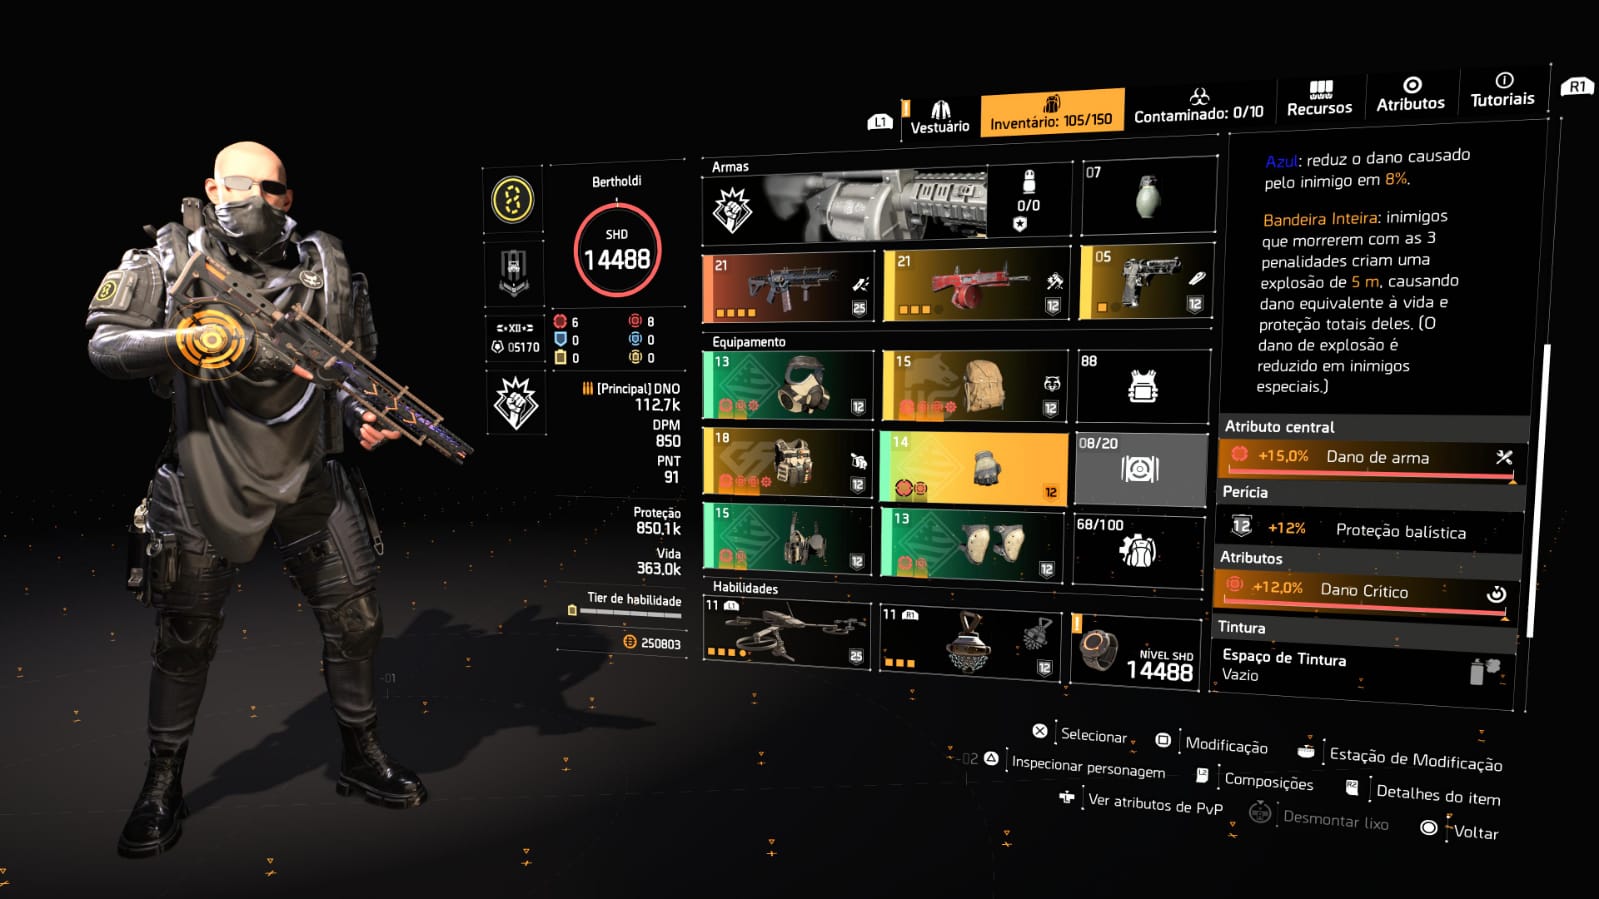 L1
Vestuário
Inventário: 105/150
Contaminado: 0/10
Recursos
Atributos
Tutoriais
R1
Bertholdi
SHD
14488
XII
05170
6
8
0
0
0
0
[Principal] DNO
112,7k
DPM
850
PNT
91
Proteção
850,1k
Vida
363,0k
Tier de habilidade
250803
Armas
0/0
07
21
25
21
12
05
12
Equipamento
13
12
15
12
88
18
12
14
12
08/20
15
12
13
12
68/100
Habilidades
11 L1
25
11 R1
12
NÍVEL SHD
14488
Azul: reduz o dano causado
pelo inimigo em 8%.
Bandeira Inteira: inimigos
que morrerem com as 3
penalidades criam uma
explosão de 5 m, causando
dano equivalente à vida e
proteção totais deles. (O
dano de explosão é
reduzido em inimigos
especiais.)
Atributo central
+15,0% Dano de arma
Perícia
12 +12% Proteção balística
Atributos
+12,0% Dano Crítico
Tintura
Espaço de Tintura
Vazio
-01
-02
Selecionar
Modificação
Estação de Modificação
Inspecionar personagem
L2 Composições
R2 Detalhes do item
Ver atributos de PvP
Desmontar lixo
Voltar